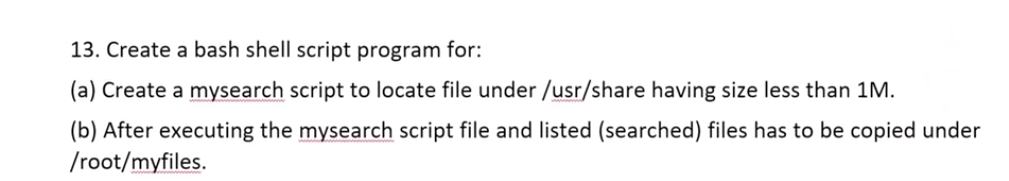 13. Create a bash shell script program for:
(a) Create a mysearch script to locate file under /usr/share having size less than 1M.
(b) After executing the mysearch script file and listed (searched) files has to be copied under
/root/myfiles.